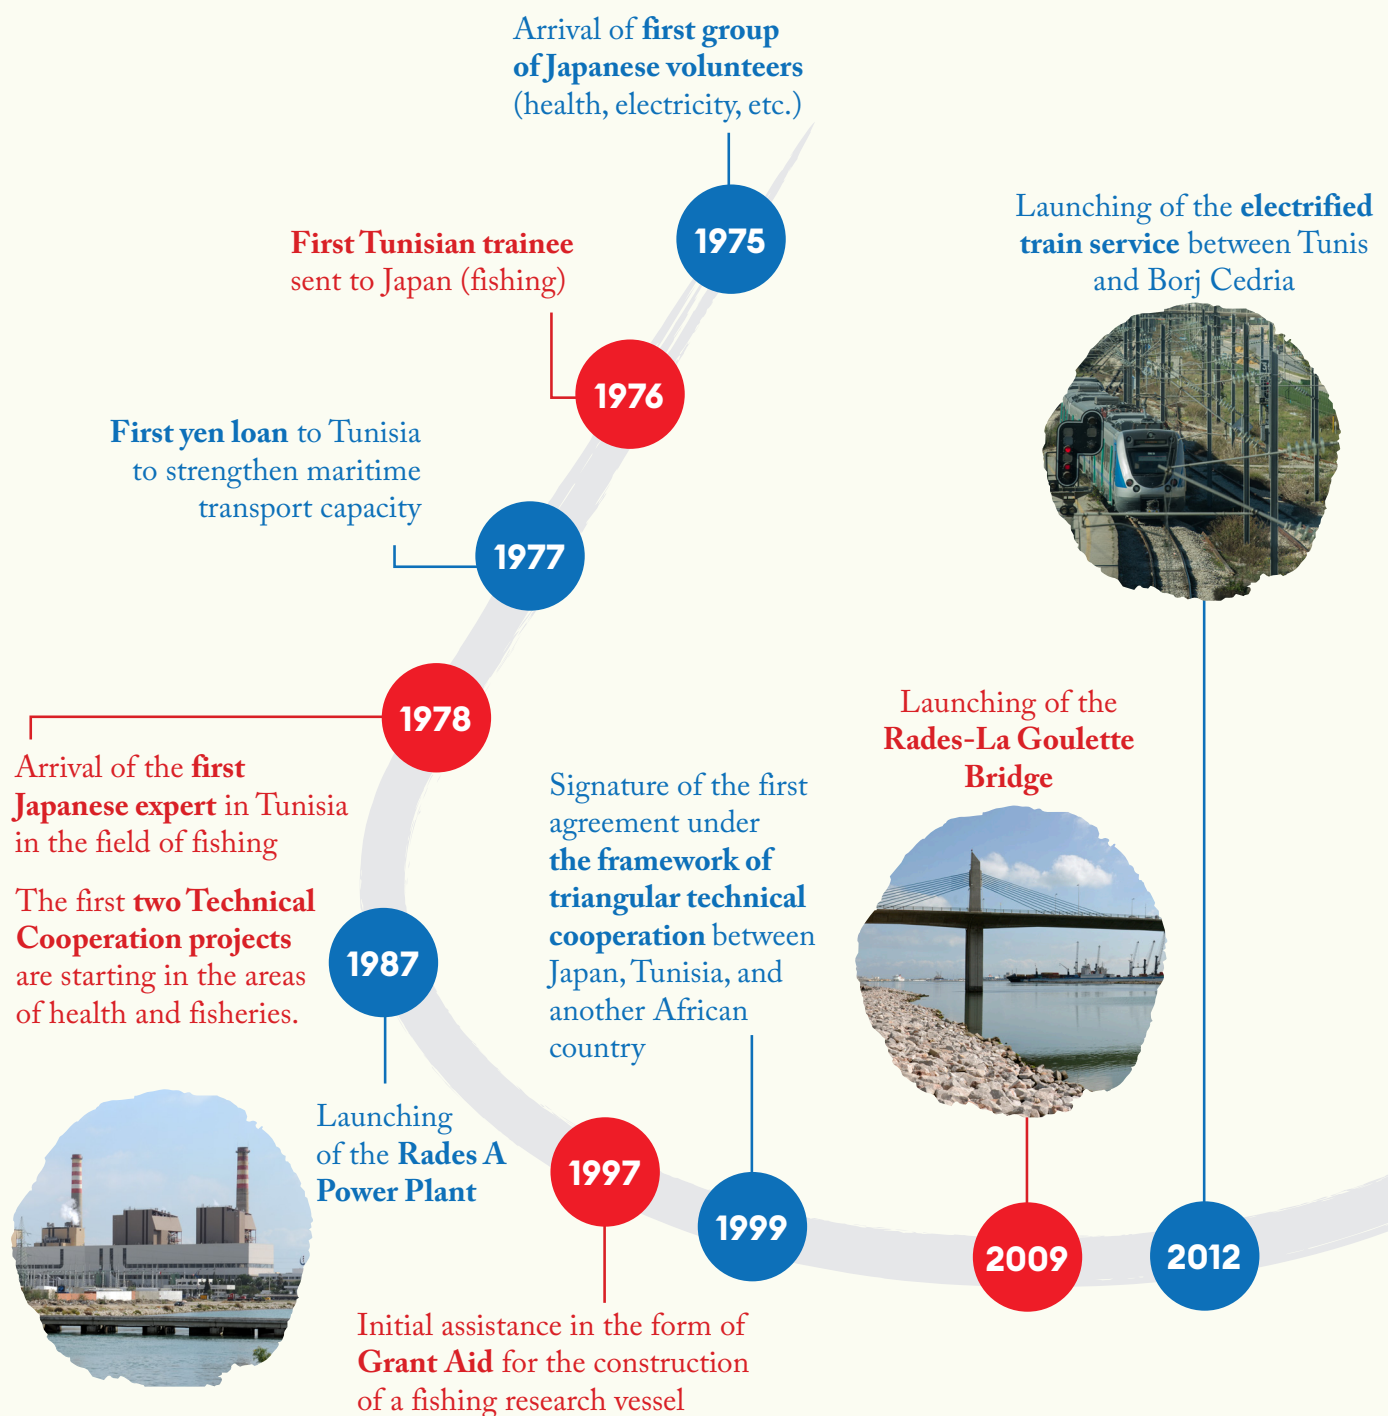 Arrival of first group
of Japanese volunteers
(health, electricity, etc.)
1975
First Tunisian trainee
sent to Japan (fishing)
1976
First yen loan to Tunisia
to strengthen maritime
transport capacity
1977
1978
Arrival of the first
Japanese expert in Tunisia
in the field of fishing
The first two Technical
Cooperation projects
are starting in the areas
of health and fisheries.
1987
Launching
of the Rades A
Power Plant
1997
Initial assistance in the form of
Grant Aid for the construction
of a fishing research vessel
Signature of the first
agreement under
the framework of
triangular technical
cooperation between
Japan, Tunisia, and
another African
country
1999
Launching of the
Rades-La Goulette
Bridge
2009
Launching of the electrified
train service between Tunis
and Borj Cedria
2012